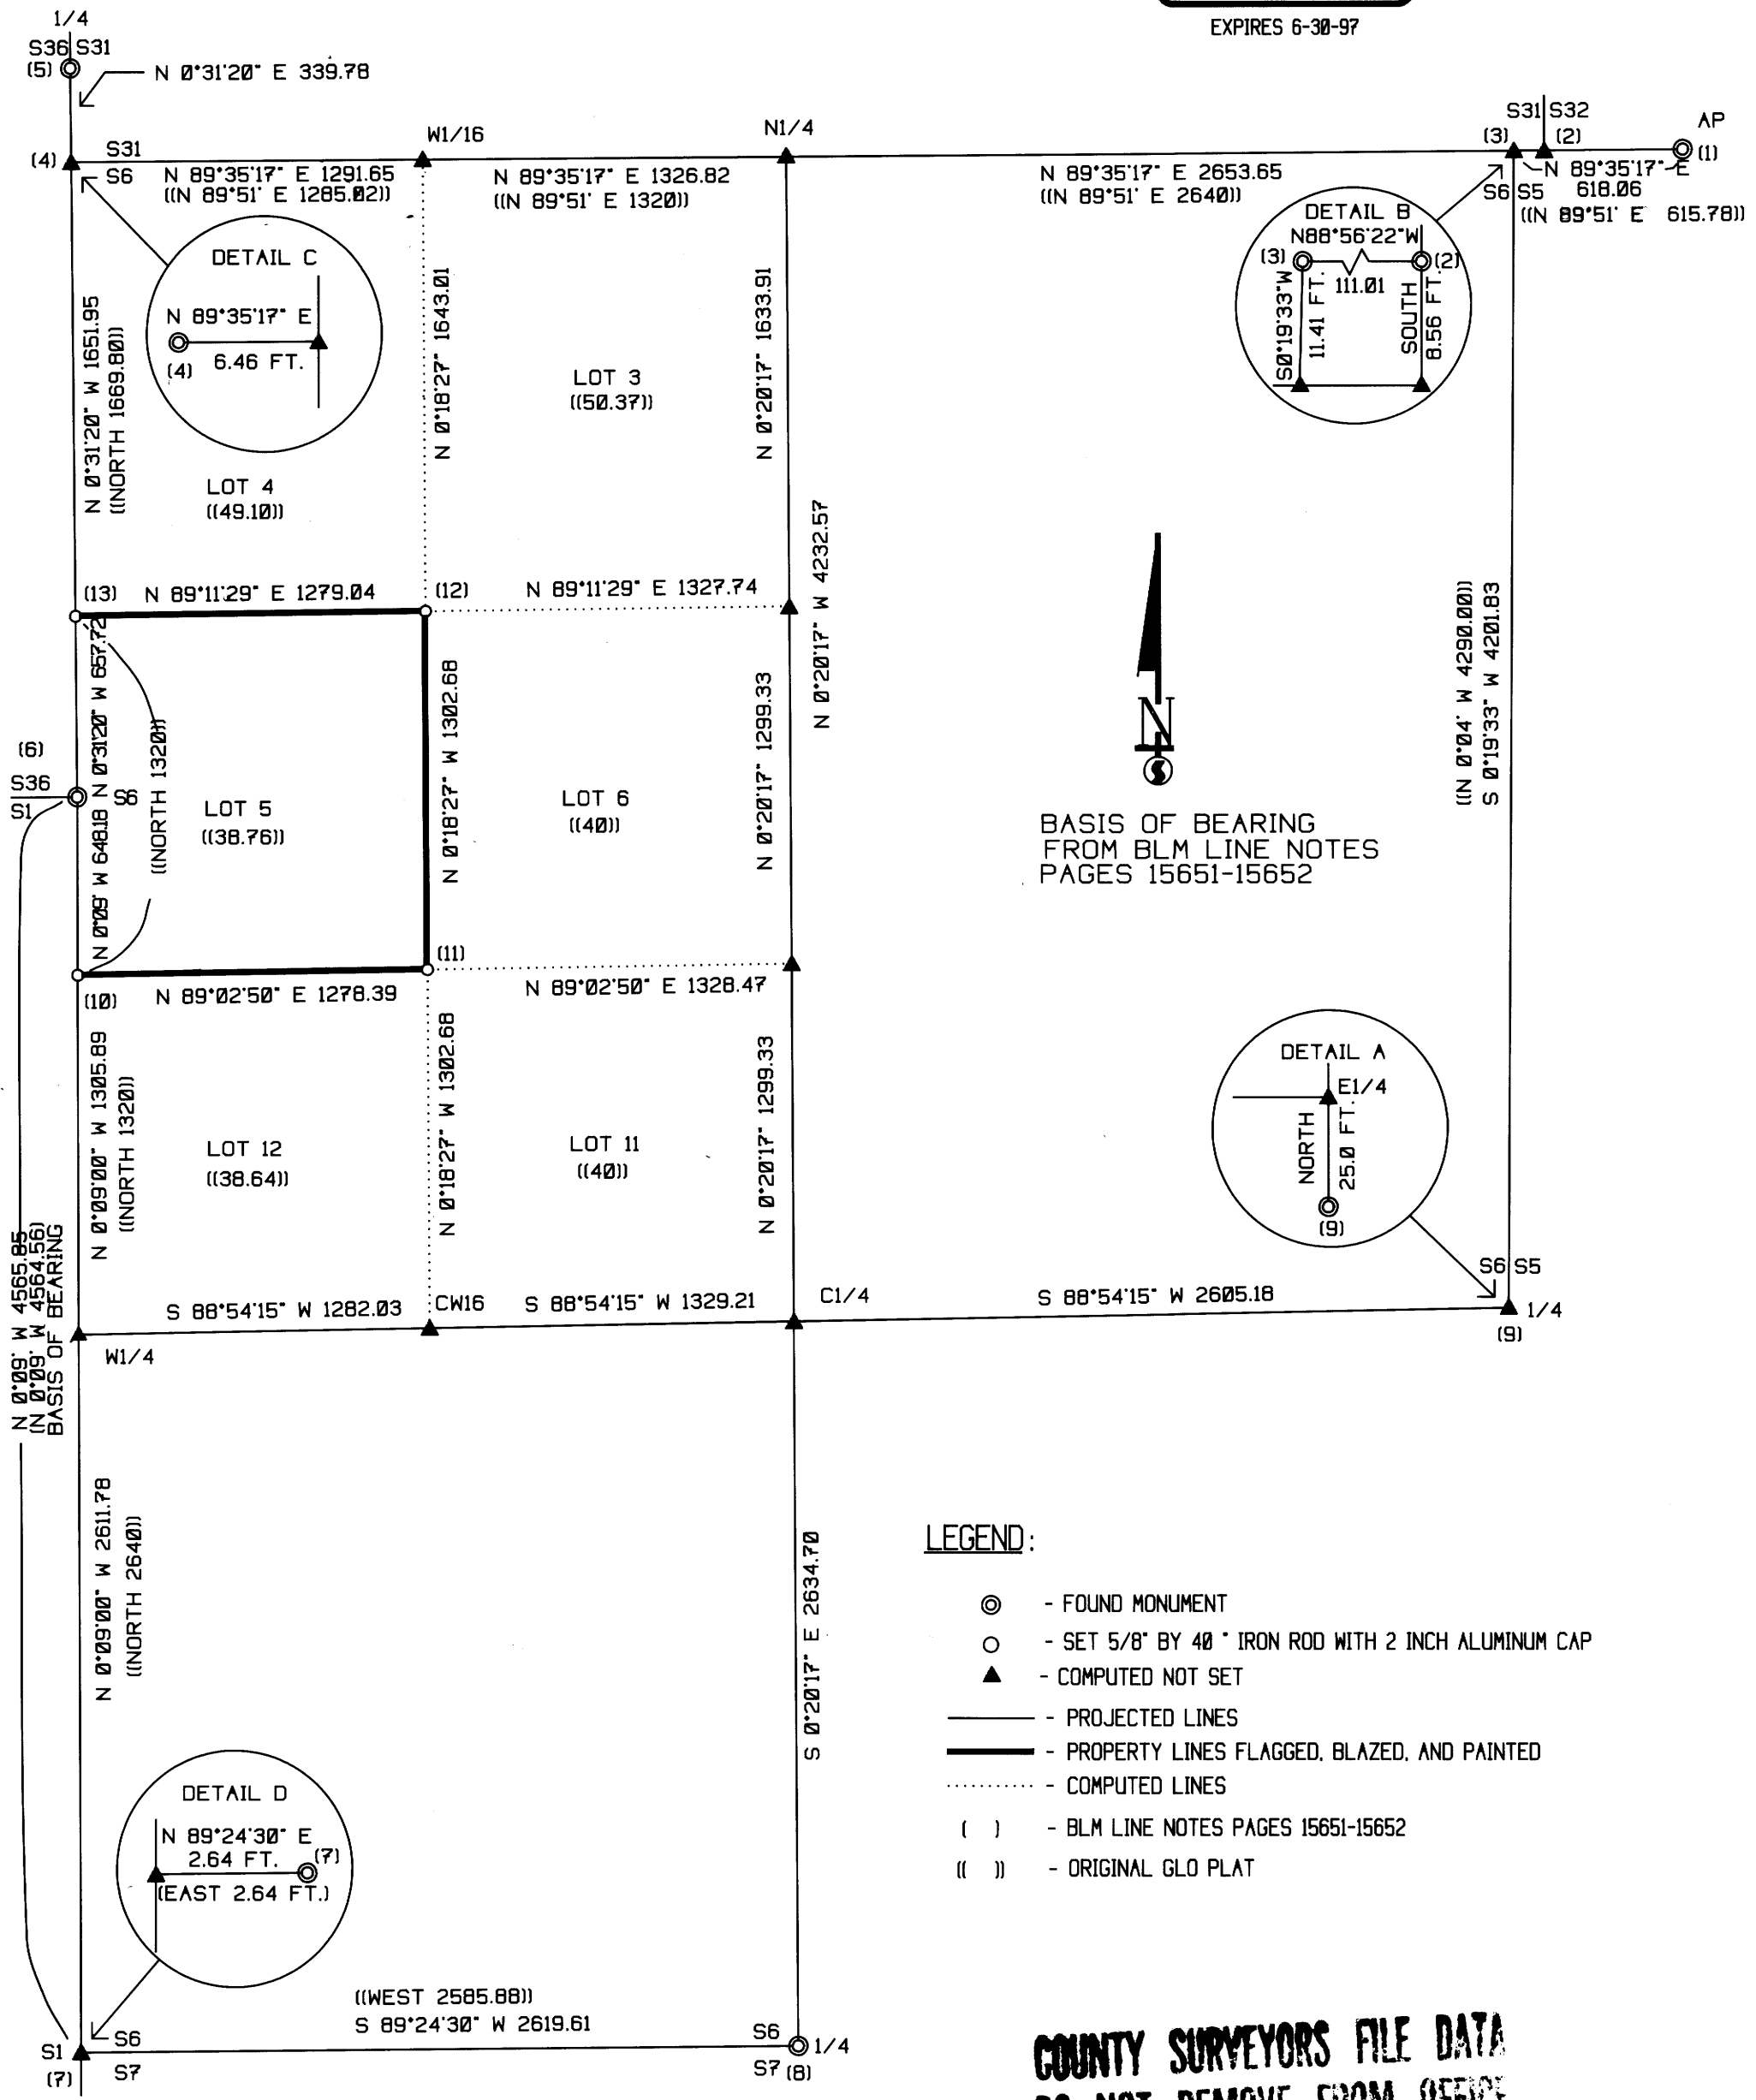 EXPIRES 6-30-97
1/4
S36 S31
(5)
N 0°31'20" E 339.78
S31 S32
AP
(3)
(2)
(1)
(4)
S31
S6
W1/16
N1/4
N 89°35'17" E 1291.65
((N 89°51' E 1285.02))
N 89°35'17" E 1326.82
((N 89°51' E 1320))
N 89°35'17" E 2653.65
((N 89°51' E 2640))
S6 S5
N 89°35'17" E
618.06
((N 89°51' E 615.78))
DETAIL B
N88°56'22"W
(3)
(2)
111.01
S0°19'33"W
11.41 FT.
SOUTH
8.56 FT.
DETAIL C
N 89°35'17" E
6.46 FT.
(4)
N 0°31'20" W 1651.95
((NORTH 1669.80))
N 0°18'27" W 1643.01
N 0°20'17" W 1633.91
LOT 3
((50.37))
LOT 4
((49.10))
N 0°20'17" W 4232.57
((N 0°04' W 4290.00))
S 0°19'33" W 4201.83
(13)
N 89°11'29" E 1279.04
(12)
N 89°11'29" E 1327.74
N 0°31'20" W 657.72
((NORTH 1320))
N 0°18'27" W 1302.68
N 0°20'17" W 1299.33
(6)
S36
S1
S6
N 0°09' W 648.18
LOT 5
((38.76))
LOT 6
((40))
N
S
BASIS OF BEARING
FROM BLM LINE NOTES
PAGES 15651-15652
(11)
(10)
N 89°02'50" E 1278.39
N 89°02'50" E 1328.47
N 0°09'00" W 1305.89
((NORTH 1320))
N 0°18'27" W 1302.68
N 0°20'17" W 1299.33
DETAIL A
E1/4
NORTH
25.0 FT.
(9)
LOT 12
((38.64))
LOT 11
((40))
N 0°09' W 4565.85
(N 0°09' W 4564.56)
BASIS OF BEARING
S6 S5
S 88°54'15" W 1282.03
CW16
S 88°54'15" W 1329.21
C1/4
S 88°54'15" W 2605.18
1/4
(9)
W1/4
N 0°09'00" W 2611.78
((NORTH 2640))
S 0°20'17" E 2634.70
LEGEND:
- FOUND MONUMENT
- SET 5/8" BY 40 " IRON ROD WITH 2 INCH ALUMINUM CAP
- COMPUTED NOT SET
- PROJECTED LINES
- PROPERTY LINES FLAGGED, BLAZED, AND PAINTED
- COMPUTED LINES
( ) - BLM LINE NOTES PAGES 15651-15652
(( )) - ORIGINAL GLO PLAT
DETAIL D
N 89°24'30" E
2.64 FT.
(7)
(EAST 2.64 FT.)
((WEST 2585.88))
S 89°24'30" W 2619.61
S1
S6
(7)
S7
S6
1/4
S7 (8)
COUNTY SURVEYORS FILE DATA
DO NOT REMOVE FROM OFFICE